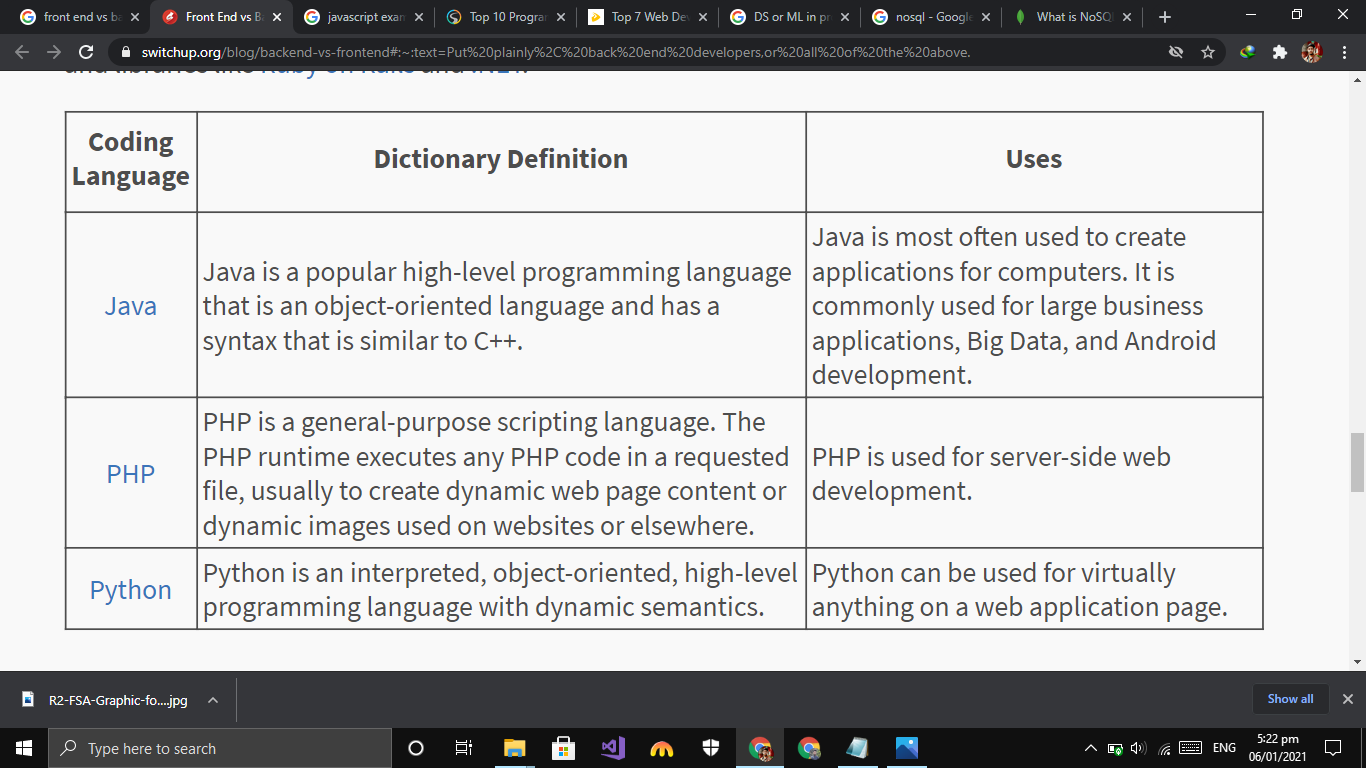 front end vs ba
Front End vs B
javascript exam
Top 10 Program
Top 7 Web Dev
DS or ML in pr
nosql - Google
What is NoSQL
switchup.org/blog/backend-vs-frontend#:~:text=Put%20plainly%2C%20back%20end%20developers,or%20all%20of%20the%20above.
and libraries like Ruby on Rails and .NET.
Coding
Language
Dictionary Definition
Uses
Java
Java is a popular high-level programming language
that is an object-oriented language and has a
syntax that is similar to C++.
Java is most often used to create
applications for computers. It is
commonly used for large business
applications, Big Data, and Android
development.
PHP
PHP is a general-purpose scripting language. The
PHP runtime executes any PHP code in a requested
file, usually to create dynamic web page content or
dynamic images used on websites or elsewhere.
PHP is used for server-side web
development.
Python
Python is an interpreted, object-oriented, high-level
programming language with dynamic semantics.
Python can be used for virtually
anything on a web application page.
R2-FSA-Graphic-fo....jpg
Show all
Type here to search
ENG
5:22 pm
06/01/2021